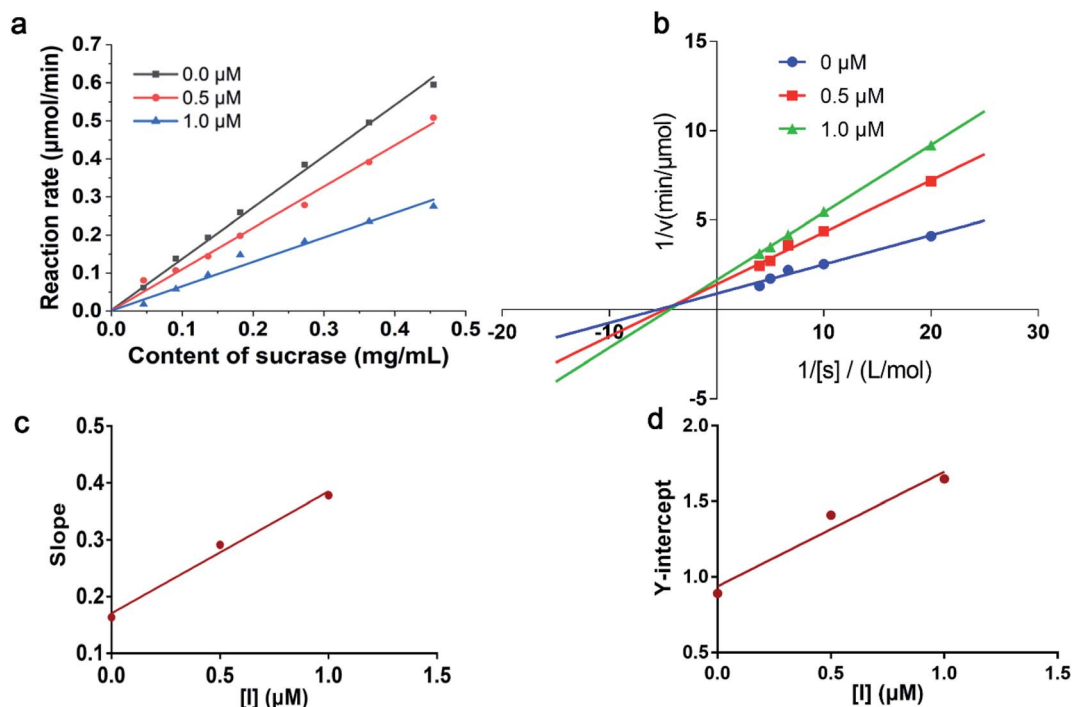 a
0.7
0.6
0.5
0.4
0.3
0.2
0.1
0.0
0.0
0.1
0.2
0.3
0.4
0.5
Reaction rate (μmol/min)
Content of sucrase (mg/mL)
0.0 μM
0.5 μM
1.0 μM
b
15
10
5
-5
-20
-10
0
10
20
30
1/v(min/μmol)
1/[s] / (L/mol)
0 μM
0.5 μM
1.0 μM
c
0.5
0.4
0.3
0.2
0.1
0.0
0.5
1.0
1.5
Slope
[I] (μM)
d
2.0
1.5
1.0
0.5
0.0
0.5
1.0
1.5
Y-intercept
[I] (μM)